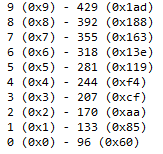 9 (0x9) - 429 (0x1ad)
8 (0x8) - 392 (0x188)
7 (0x7) - 355 (0x163)
6 (0x6) - 318 (0x13e)
5 (0x5) - 281 (0x119)
4 (0x4) - 244 (0xf4)
3 (0x3) - 207 (0xcf)
2 (0x2) - 170 (0xaa)
1 (0x1) - 133 (0x85)
0 (0x0) - 96 (0x60)